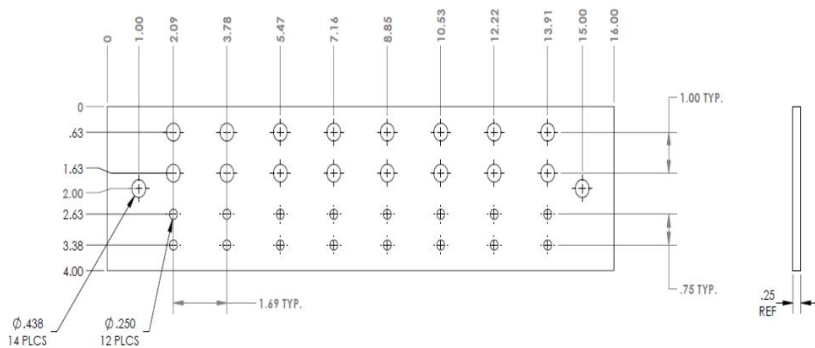 0
1.00
2.09
3.78
5.47
7.16
8.85
10.53
12.22
13.91
15.00
16.00
0
.63
1.63
2.00
2.63
3.38
4.00
1.00 TYP.
.75 TYP.
1.69 TYP.
Ø.438
14 PLCS
Ø.250
12 PLCS
.25
REF